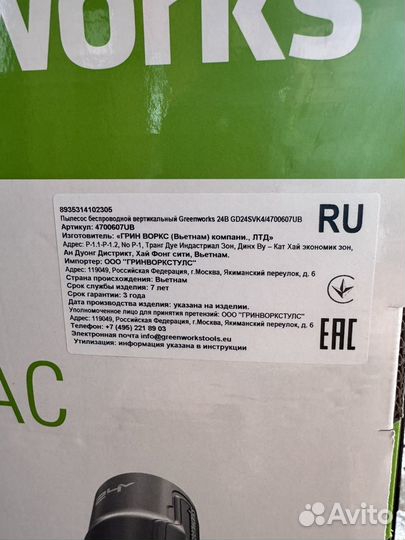 works
8935314102305
Пылесос беспроводной вертикальный Greenworks 24В GD24SVK4/4700607UB
Артикул: 4700607UB
Изготовитель: «ГРИН ВОРКС (Вьетнам) компани., ЛТД»
Адрес: P-1.1-P-1.2, No P-1, Транг Дуе Индастриал Зон, Динх Ву - Кат Хай экономик зон,
Ан Дуонг Дистрикт, Хай Фонг сити, Вьетнам.
Импортер: ООО "ГРИНВОРКСТУЛС"
Адрес: 119049, Российская Федерация, г.Москва, Якиманский переулок, д. 6
Страна происхождения: Вьетнам
Срок службы изделия: 7 лет
Срок гарантии: 3 года
Дата производства изделия: указана на изделии.
Уполномоченное лицо для принятия претензий: ООО "ГРИНВОРКСТУЛС"
Адрес: 119049, Российская Федерация, г.Москва, Якиманский переулок, д. 6
Телефон: +7 (495) 221 89 03
Электронная почта info@greenworkstools.eu
Утилизация: информация указана в инструкции
RU
EAC
AC
24V
Avito